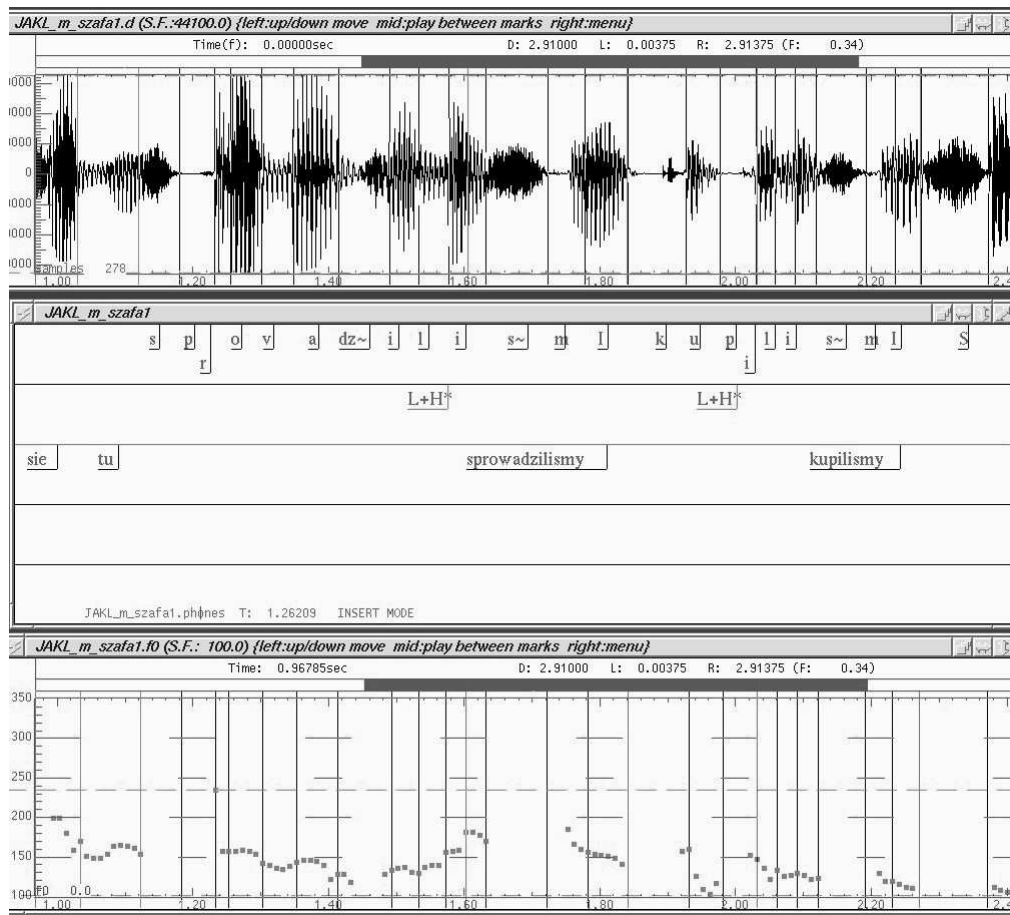 JAKL_m_szafa1.d (S.F.:44100.0) {left:up/down move mid:play between marks right:menu}
Time(f): 0.00000sec D: 2.91000 L: 0.00375 R: 2.91375 (F: 0.34)
0
samples 278
1.00 1.20 1.40 1.60 1.80 2.00 2.20
JAKL_m_szafa1
s p o v a dz~ i l i s~ m I k u p l i s~ m I S
r i
L+H* L+H*
sie tu sprowadzilismy kupilismy
JAKL_m_szafa1.phones T: 1.26209 INSERT MODE
JAKL_m_szafa1.f0 (S.F.: 100.0) {left:up/down move mid:play between marks right:menu}
Time: 0.96785sec D: 2.91000 L: 0.00375 R: 2.91375 (F: 0.34)
350
300
250
200
150
100
f0 0.0
1.00 1.20 1.40 1.60 1.80 2.00 2.20